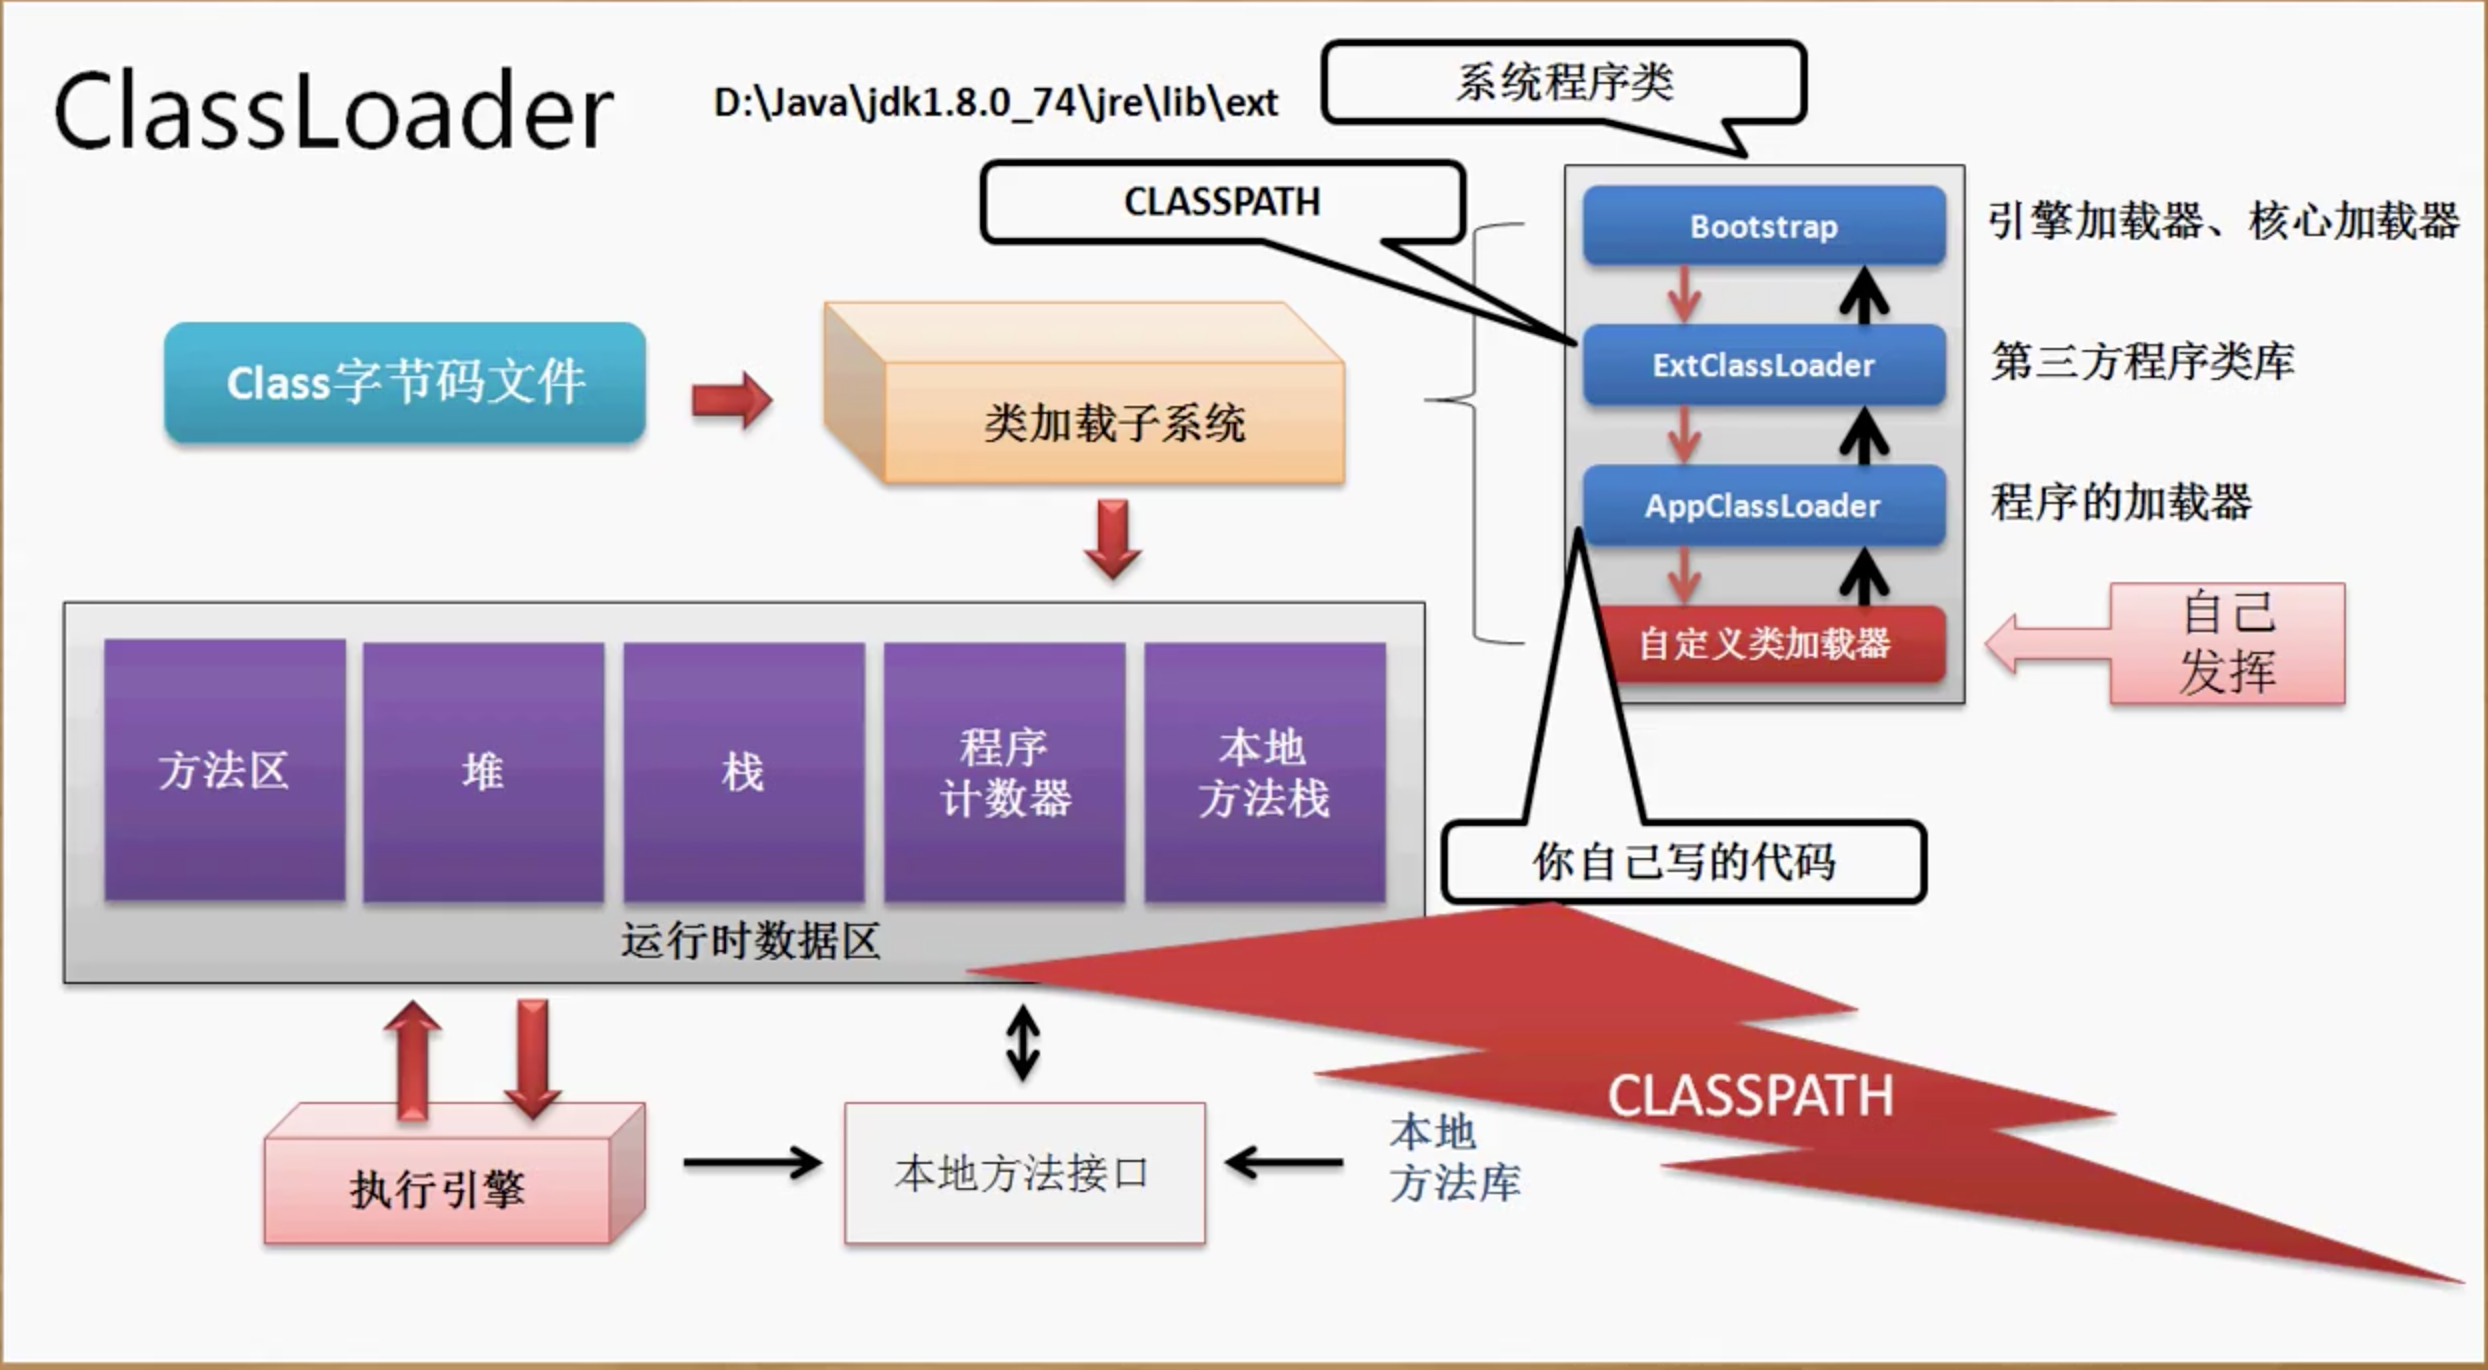 ClassLoader
D:\Java\jdk1.8.0_74\jre\lib\ext
系统程序类
CLASSPATH
Bootstrap
引擎加载器、核心加载器
ExtClassLoader
第三方程序类库
Class字节码文件
类加载子系统
AppClassLoader
程序的加载器
自定义类加载器
自己
发挥
方法区
堆
栈
程序
计数器
本地
方法栈
运行时数据区
你自己写的代码
CLASSPATH
执行引擎
本地方法接口
本地
方法库